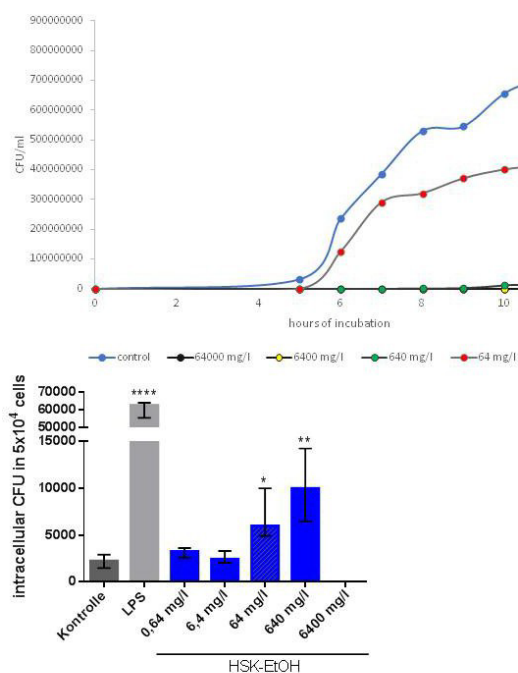 900000000
800000000
700000000
600000000
500000000
400000000
300000000
200000000
100000000
0
CFU/ml
0 2 4 6 8 10
hours of incubation
control 64000 mg/l 6400 mg/l 640 mg/l 64 mg/l
70000
60000
50000
15000
10000
5000
0
intracellular CFU in 5x10⁴ cells
****
*
**
Kontrolle
LPS
0,64 mg/l
6,4 mg/l
64 mg/l
640 mg/l
6400 mg/l
HSK-EtOH